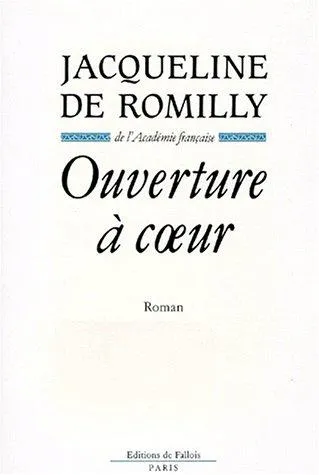 JACQUELINE
DE ROMILLY
de l'Académie française
Ouverture
à cœur
Roman
Editions de Fallois
PARIS